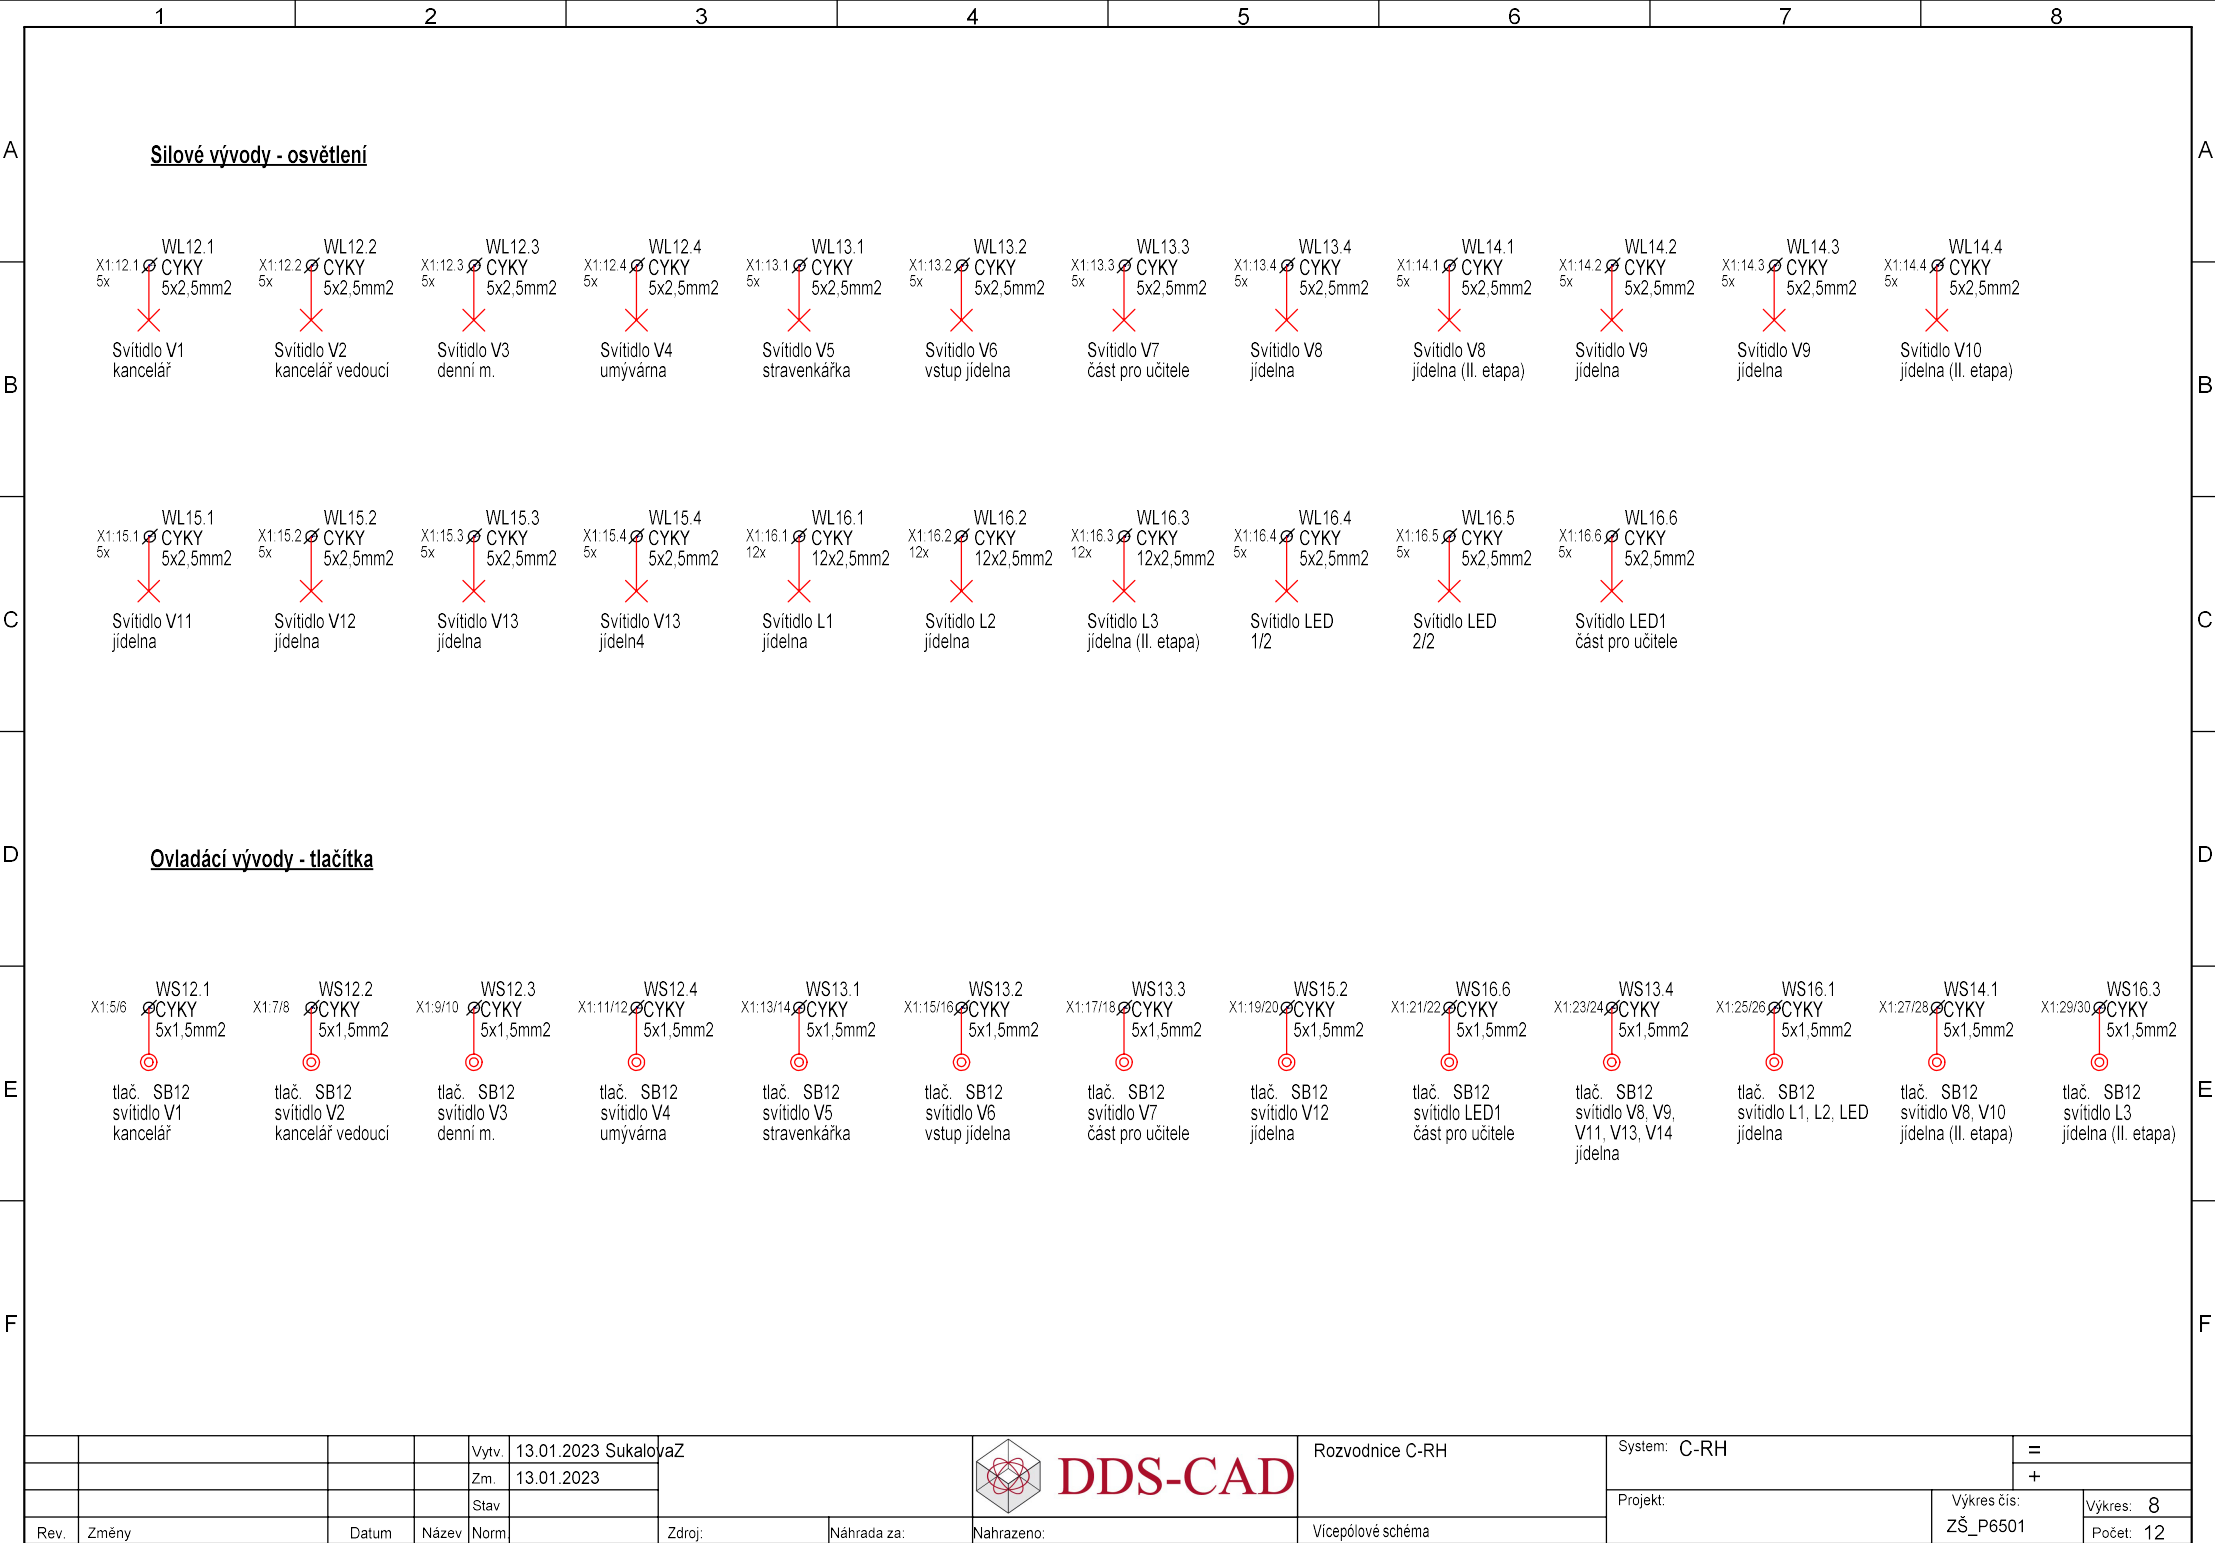 1 2 3 4 5 6 7 8
A A
Silové vývody - osvětlení
WL12.1 WL12.2 WL12.3 WL12.4 WL13.1 WL13.2 WL13.3 WL13.4 WL14.1 WL14.2 WL14.3 WL14.4
X1:12.1 CYKY X1:12.2 CYKY X1:12.3 CYKY X1:12.4 CYKY X1:13.1 CYKY X1:13.2 CYKY X1:13.3 CYKY X1:13.4 CYKY X1:14.1 CYKY X1:14.2 CYKY X1:14.3 CYKY X1:14.4 CYKY
5x 5x2,5mm2 5x 5x2,5mm2 5x 5x2,5mm2 5x 5x2,5mm2 5x 5x2,5mm2 5x 5x2,5mm2 5x 5x2,5mm2 5x 5x2,5mm2 5x 5x2,5mm2 5x 5x2,5mm2 5x 5x2,5mm2 5x 5x2,5mm2
Svítidlo V1 Svítidlo V2 Svítidlo V3 Svítidlo V4 Svítidlo V5 Svítidlo V6 Svítidlo V7 Svítidlo V8 Svítidlo V8 Svítidlo V9 Svítidlo V9 Svítidlo V10
kancelář kancelář vedoucí denní m. umývárna stravenkářka vstup jídelna část pro učitele jídelna jídelna (II. etapa) jídelna jídelna jídelna (II. etapa)
B B
WL15.1 WL15.2 WL15.3 WL15.4 WL16.1 WL16.2 WL16.3 WL16.4 WL16.5 WL16.6
X1:15.1 CYKY X1:15.2 CYKY X1:15.3 CYKY X1:15.4 CYKY X1:16.1 CYKY X1:16.2 CYKY X1:16.3 CYKY X1:16.4 CYKY X1:16.5 CYKY X1:16.6 CYKY
5x 5x2,5mm2 5x 5x2,5mm2 5x 5x2,5mm2 5x 5x2,5mm2 12x 12x2,5mm2 12x 12x2,5mm2 12x 12x2,5mm2 5x 5x2,5mm2 5x 5x2,5mm2 5x 5x2,5mm2
C C
Svítidlo V11 Svítidlo V12 Svítidlo V13 Svítidlo V13 Svítidlo L1 Svítidlo L2 Svítidlo L3 Svítidlo LED Svítidlo LED Svítidlo LED1
jídelna jídelna jídelna jídeln4 jídelna jídelna jídelna (II. etapa) 1/2 2/2 část pro učitele
D D
Ovladácí vývody - tlačítka
WS12.1 WS12.2 WS12.3 WS12.4 WS13.1 WS13.2 WS13.3 WS15.2 WS16.6 WS13.4 WS16.1 WS14.1 WS16.3
X1:5/6 CYKY X1:7/8 CYKY X1:9/10 CYKY X1:11/12 CYKY X1:13/14 CYKY X1:15/16 CYKY X1:17/18 CYKY X1:19/20 CYKY X1:21/22 CYKY X1:23/24 CYKY X1:25/26 CYKY X1:27/28 CYKY X1:29/30 CYKY
5x1,5mm2 5x1,5mm2 5x1,5mm2 5x1,5mm2 5x1,5mm2 5x1,5mm2 5x1,5mm2 5x1,5mm2 5x1,5mm2 5x1,5mm2 5x1,5mm2 5x1,5mm2 5x1,5mm2
E E
tlač. SB12 tlač. SB12 tlač. SB12 tlač. SB12 tlač. SB12 tlač. SB12 tlač. SB12 tlač. SB12 tlač. SB12 tlač. SB12 tlač. SB12 tlač. SB12 tlač. SB12
svítidlo V1 svítidlo V2 svítidlo V3 svítidlo V4 svítidlo V5 svítidlo V6 svítidlo V7 svítidlo V12 svítidlo LED1 svítidlo V8, V9, svítidlo L1, L2, LED svítidlo V8, V10 svítidlo L3
kancelář kancelář vedoucí denní m. umývárna stravenkářka vstup jídelna část pro učitele jídelna část pro učitele V11, V13, V14 jídelna jídelna (II. etapa) jídelna (II. etapa)
jídelna
F F
Vytv. 13.01.2023 SukalovaZ DDS-CAD Rozvodnice C-RH System: C-RH =
Zm. 13.01.2023 +
Stav Projekt: Výkres čís: Výkres: 8
ZŠ_P6501
Rev. Změny Datum Název Norm. Zdroj: Náhrada za: Nahrazeno: Vícepólové schéma Počet: 12